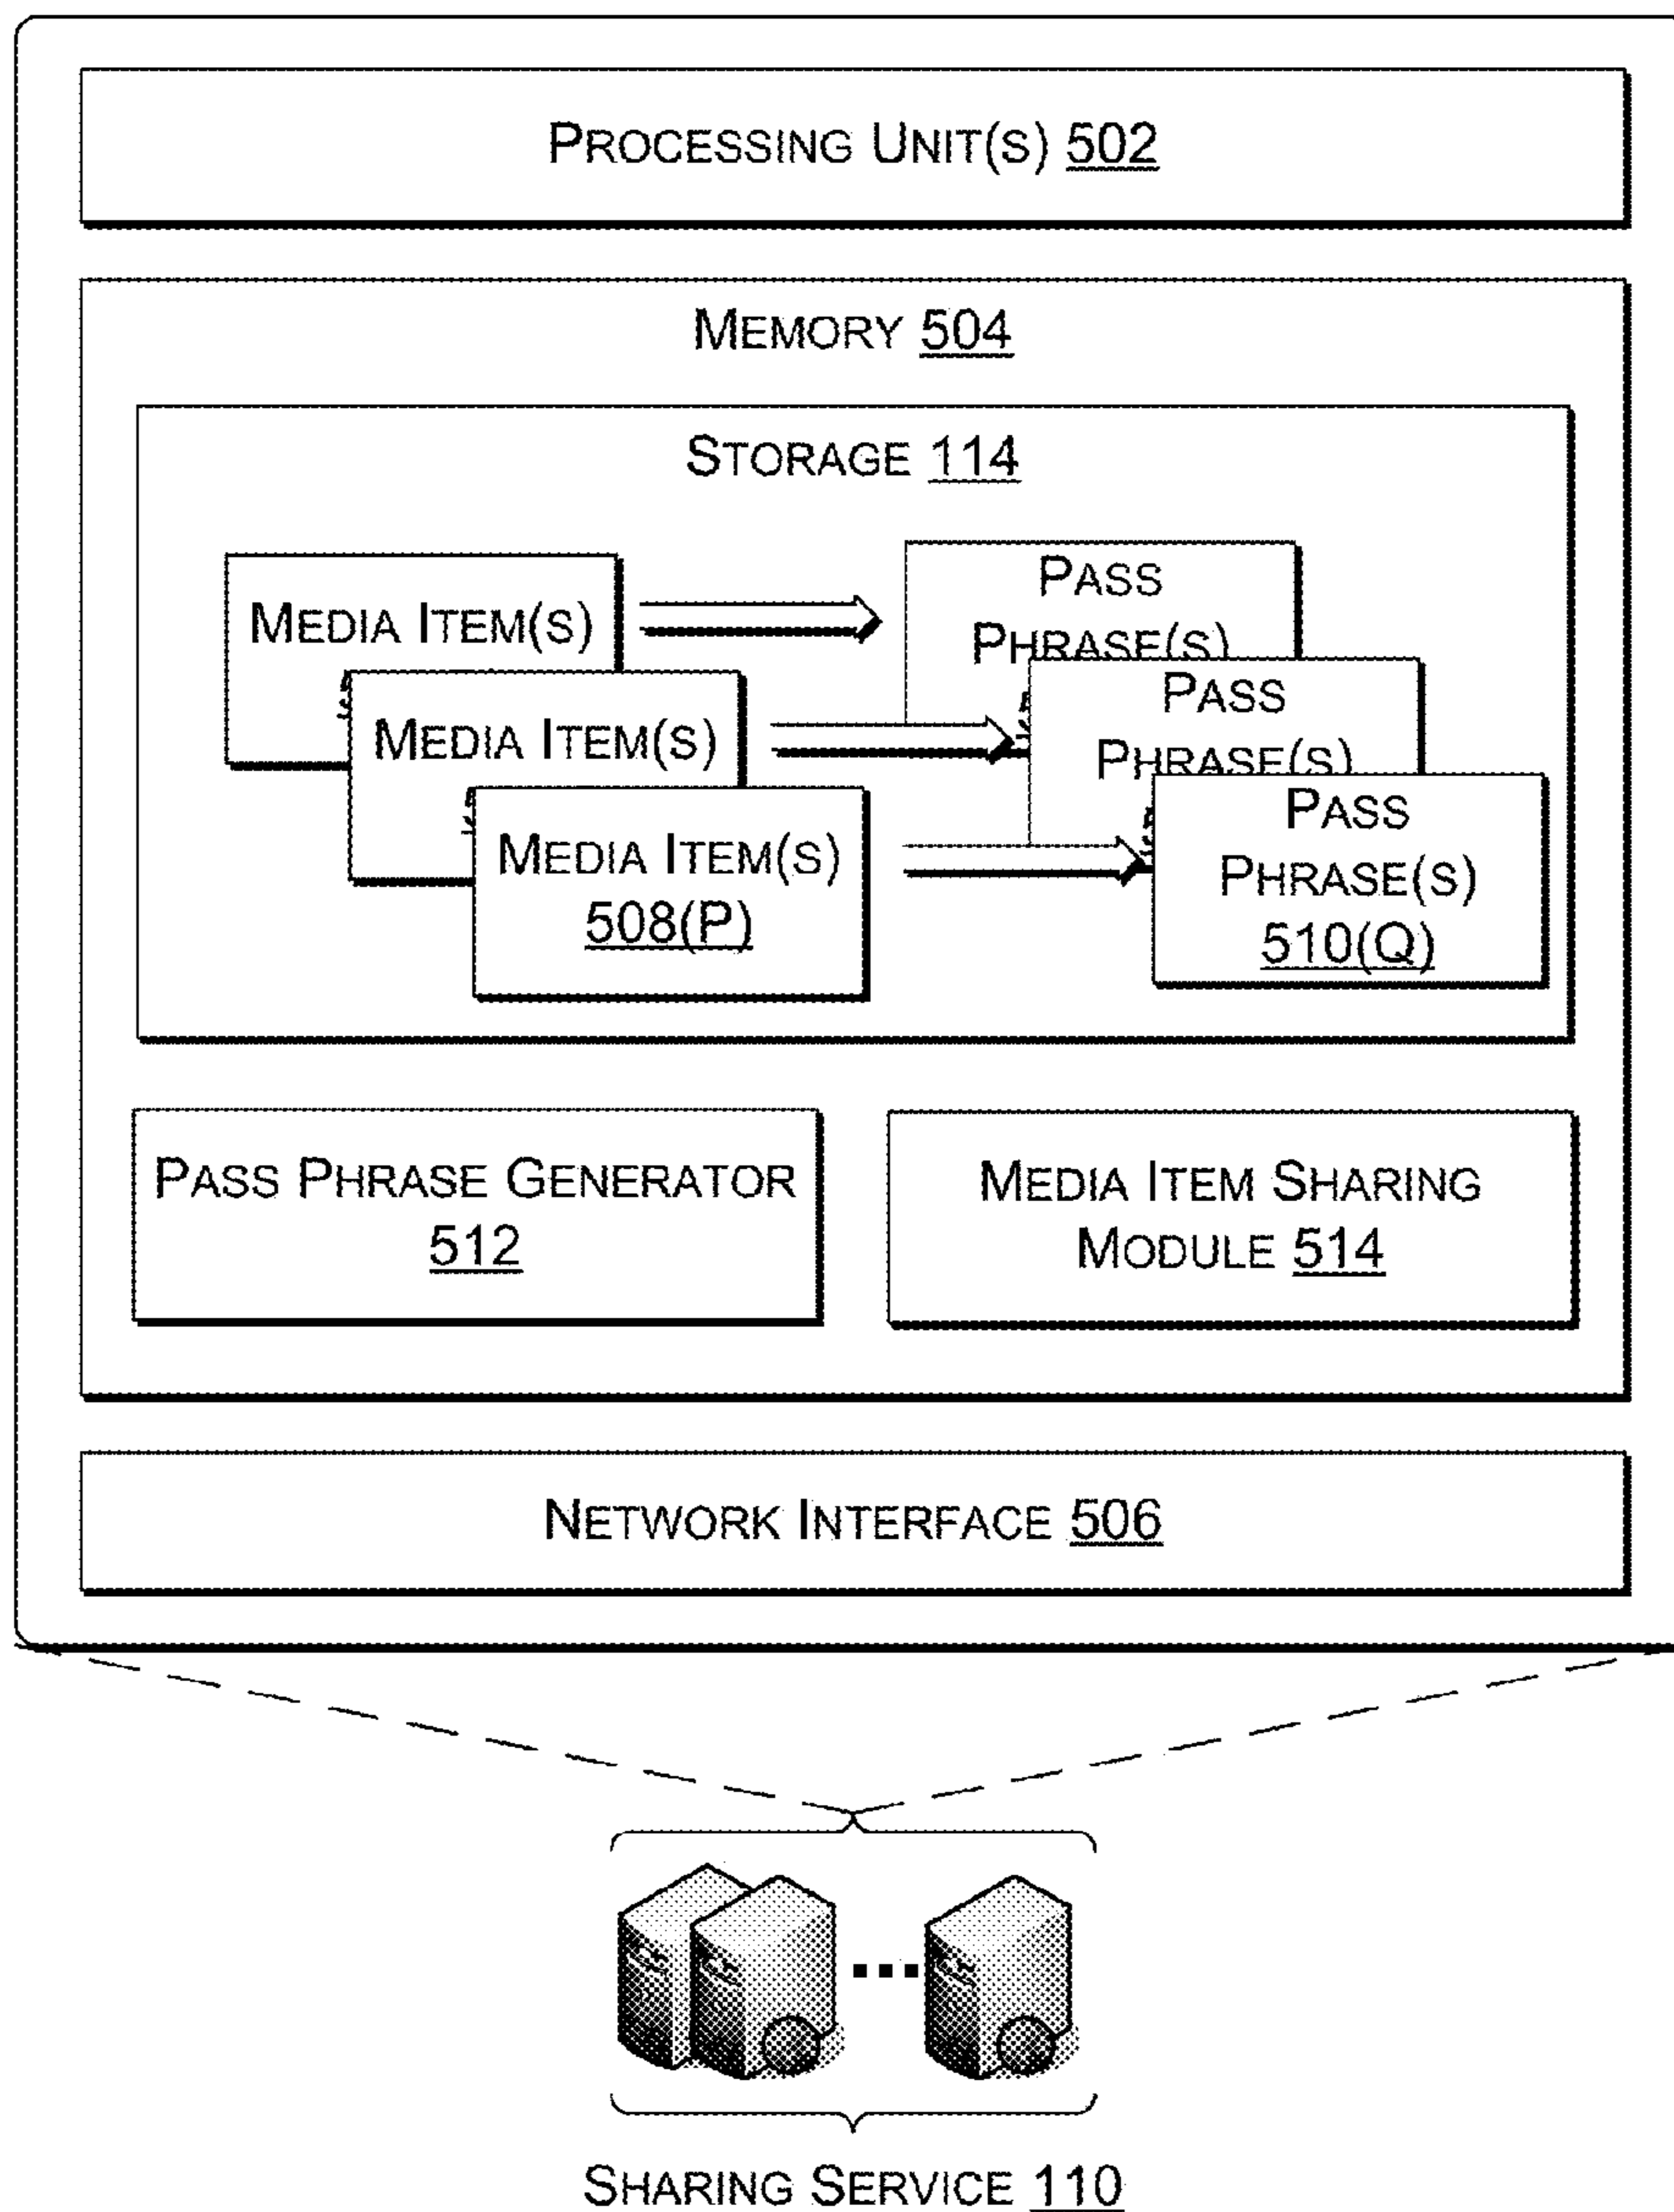 PROCESSING UNIT(S) 502
MEMORY 504
STORAGE 114
MEDIA ITEM(S)
PASS
PHRASE(S)
MEDIA ITEM(S)
PASS
PHRASE(S)
MEDIA ITEM(S)
508(P)
PASS
PHRASE(S)
510(Q)
PASS PHRASE GENERATOR
512
MEDIA ITEM SHARING
MODULE 514
NETWORK INTERFACE 506
SHARING SERVICE 110